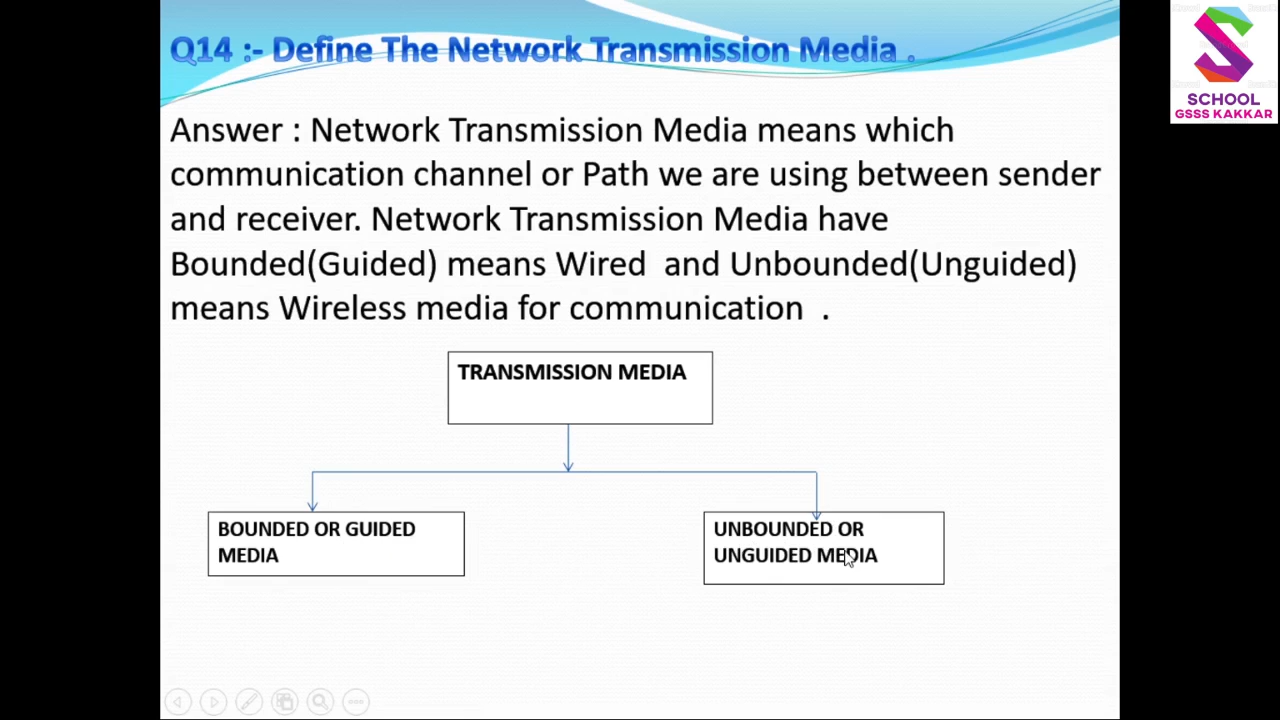 Q14 :- Define The Network Transmission Media .
SCHOOL
GSSS KAKKAR
Answer : Network Transmission Media means which
communication channel or Path we are using between sender
and receiver. Network Transmission Media have
Bounded(Guided) means Wired and Unbounded(Unguided)
means Wireless media for communication .
TRANSMISSION MEDIA
BOUNDED OR GUIDED
MEDIA
UNBOUNDED OR
UNGUIDED MEDIA